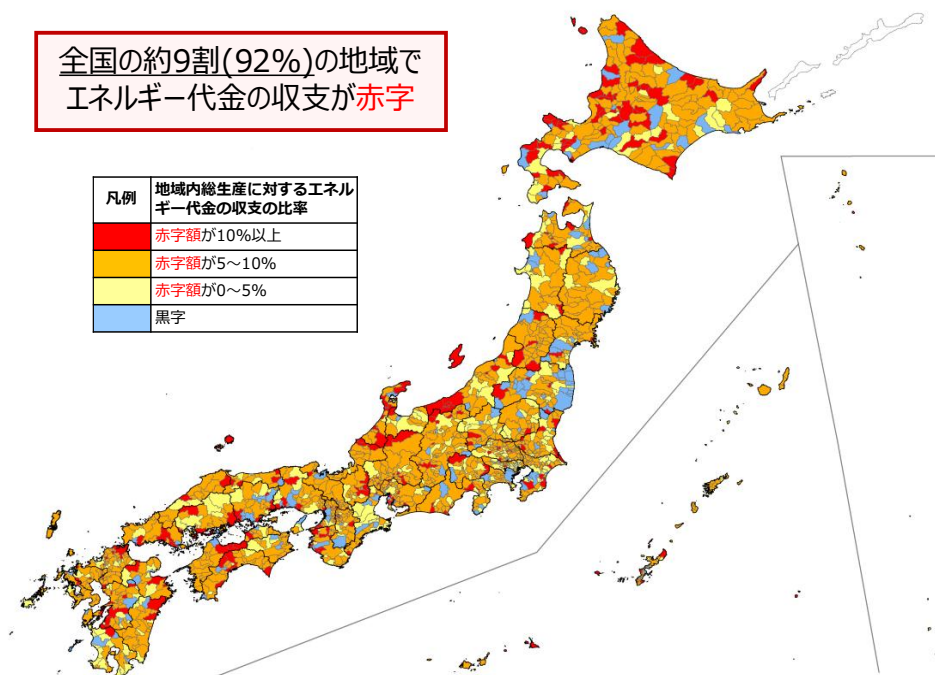 全国の約9割(92%)の地域で
エネルギー代金の収支が赤字
凡例
地域内総生産に対するエネル
ギー代金の収支の比率
赤字額が10%以上
赤字額が5～10%
赤字額が0～5%
黒字